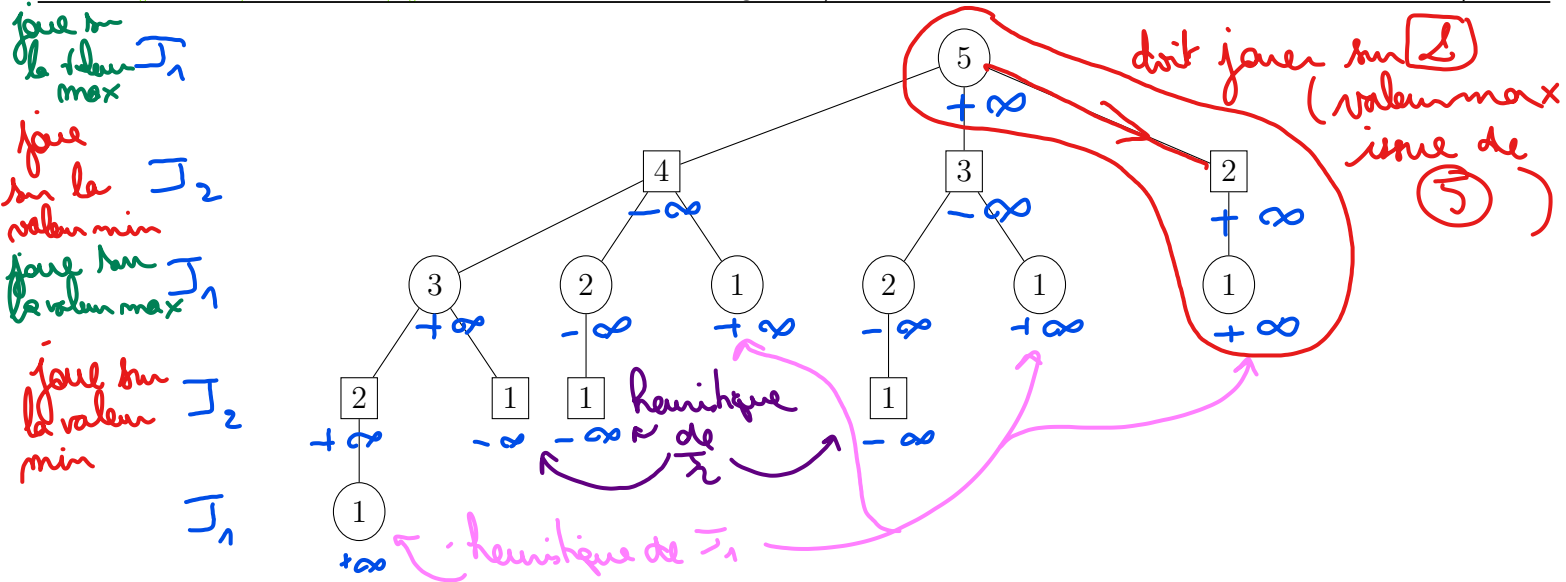 joue sur
la valeur
max
J1
joue
sur la
valeur min
J2
joue sur
la valeur max
J1
joue sur
la valeur
min
J2
J1
5
+ ∞
doit jouer sur 2
(valeur max
issue de
5)
4
- ∞
3
- ∞
2
+ ∞
3
+ ∞
2
- ∞
1
+ ∞
2
- ∞
1
+ ∞
1
+ ∞
2
+ ∞
1
- ∞
1
- ∞
heuristique
de
J2
1
- ∞
1
+∞
heuristique de J1